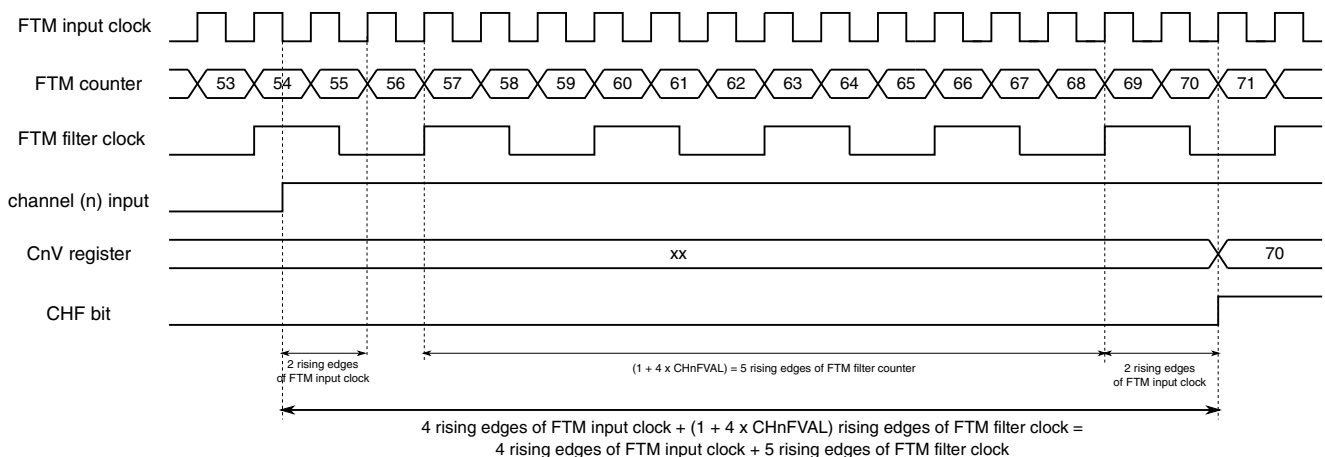 FTM input clock
FTM counter
53 54 55 56 57 58 59 60 61 62 63 64 65 66 67 68 69 70 71
FTM filter clock
channel (n) input
CnV register
xx
70
CHF bit
2 rising edges
of FTM input clock
(1 + 4 x CHnFVAL) = 5 rising edges of FTM filter counter
2 rising edges
of FTM input clock
4 rising edges of FTM input clock + (1 + 4 x CHnFVAL) rising edges of FTM filter clock =
4 rising edges of FTM input clock + 5 rising edges of FTM filter clock